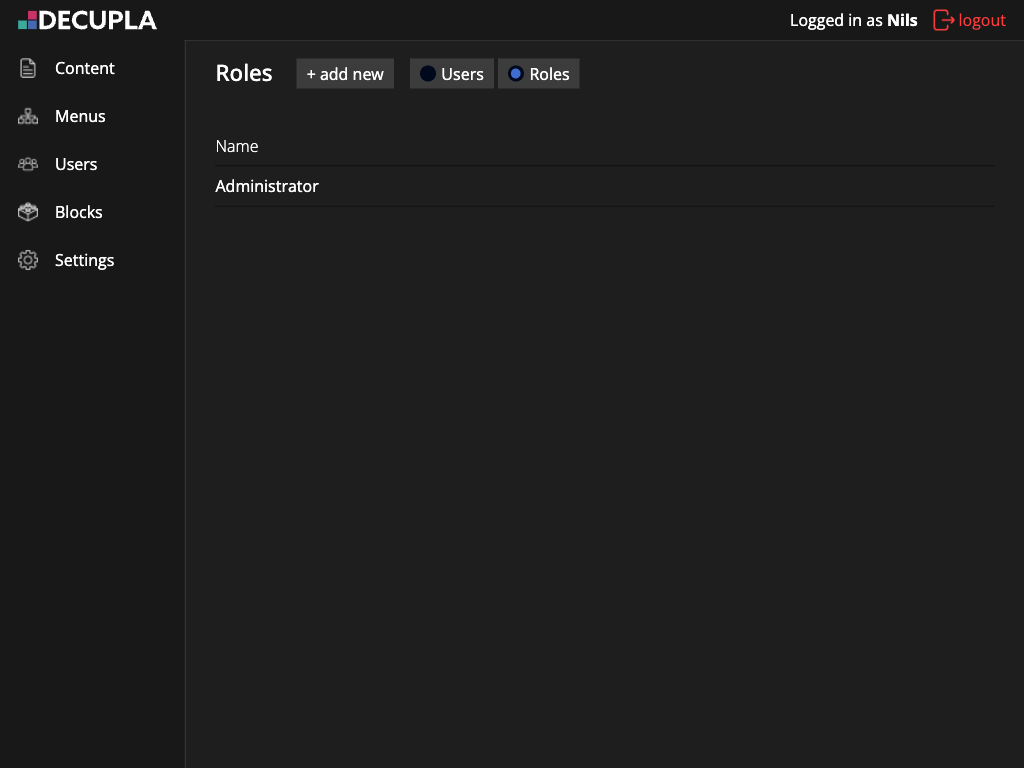 DECUPLA
Logged in as Nils logout
Content
Menus
Users
Blocks
Settings
Roles + add new Users Roles
Name
Administrator